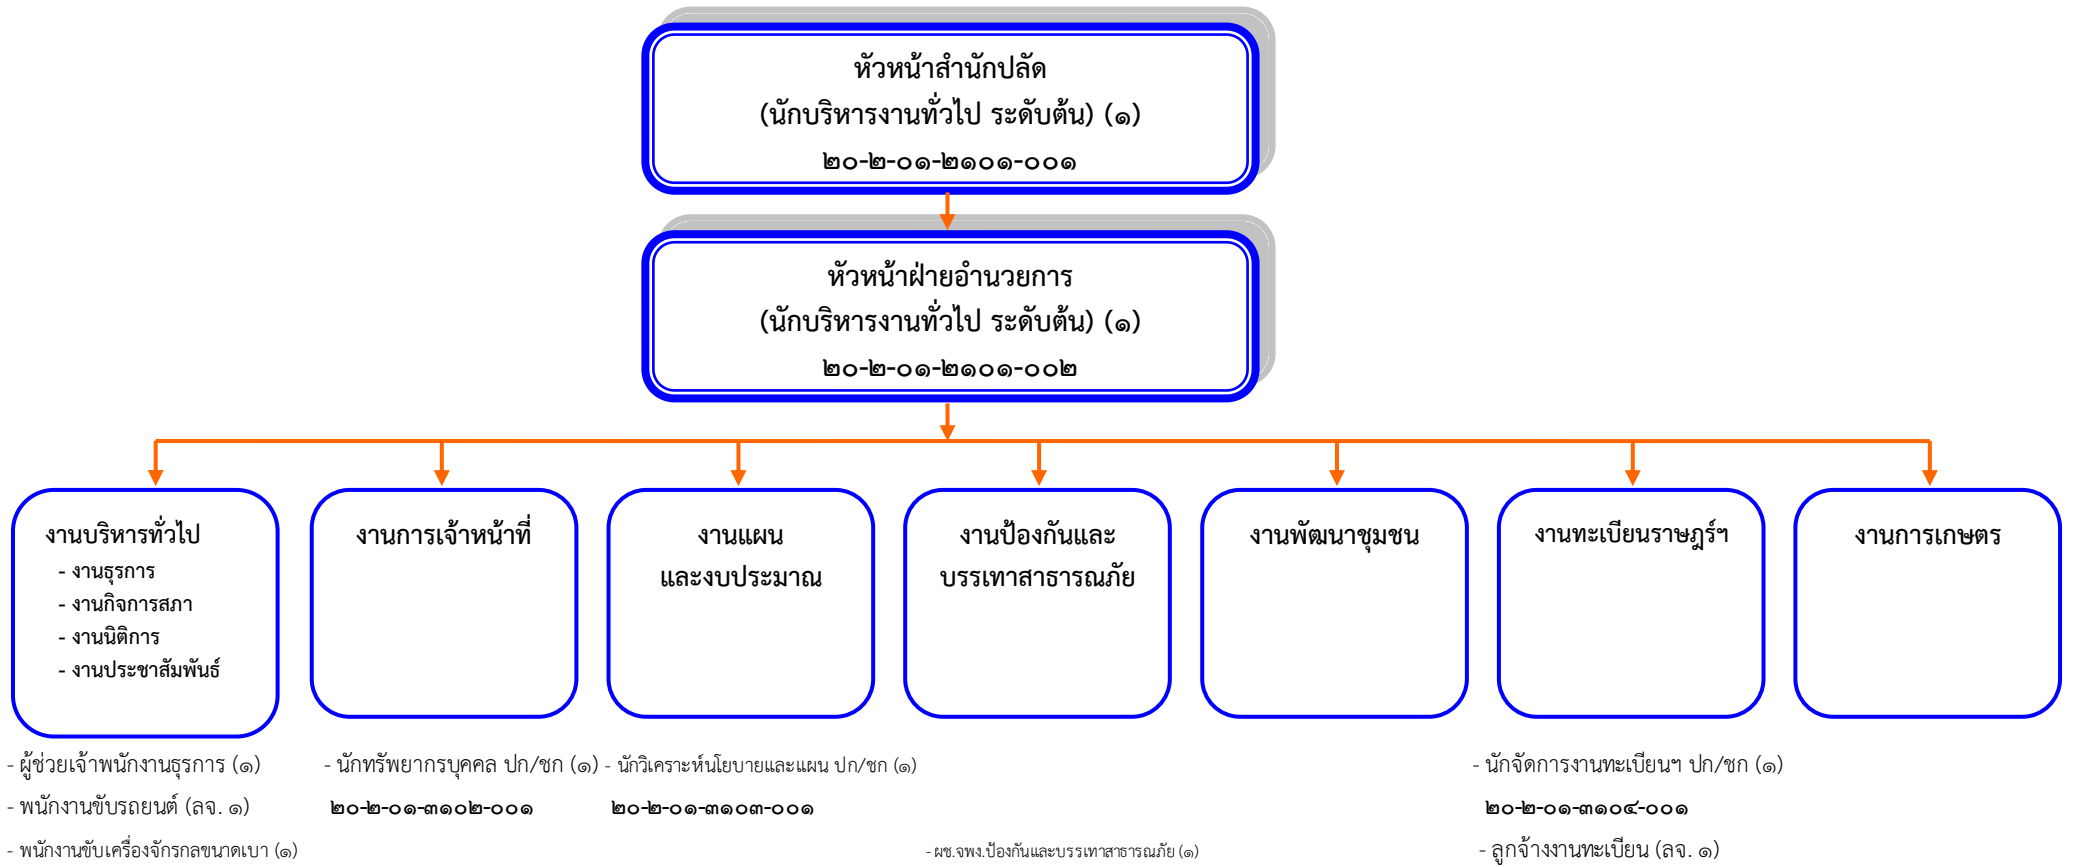 หัวหน้าสำนักปลัด
(นักบริหารงานทั่วไป ระดับต้น) (๑)
๒๐-๒-๐๑-๒๑๐๑-๐๐๑
หัวหน้าฝ่ายอำนวยการ
(นักบริหารงานทั่วไป ระดับต้น) (๑)
๒๐-๒-๐๑-๒๑๐๑-๐๐๒
งานบริหารทั่วไป
- งานธุรการ
- งานกิจการสภา
- งานนิติการ
- งานประชาสัมพันธ์
งานการเจ้าหน้าที่
งานแผน
และงบประมาณ
งานป้องกันและ
บรรเทาสาธารณภัย
งานพัฒนาชุมชน
งานทะเบียนราษฎร์ฯ
งานการเกษตร
- ผู้ช่วยเจ้าพนักงานธุรการ (๑)
- พนักงานขับรถยนต์ (ลจ. ๑)
- พนักงานขับเครื่องจักรกลขนาดเบา (๑)
- นักทรัพยากรบุคคล ปก/ชก (๑)
๒๐-๒-๐๑-๓๑๐๒-๐๐๑
- นักวิเคราะห์นโยบายและแผน ปก/ชก (๑)
๒๐-๒-๐๑-๓๑๐๓-๐๐๑
- ผช.จพง.ป้องกันและบรรเทาสาธารณภัย (๑)
- นักจัดการงานทะเบียนฯ ปก/ชก (๑)
๒๐-๒-๐๑-๓๑๐๔-๐๐๑
- ลูกจ้างงานทะเบียน (ลจ. ๑)